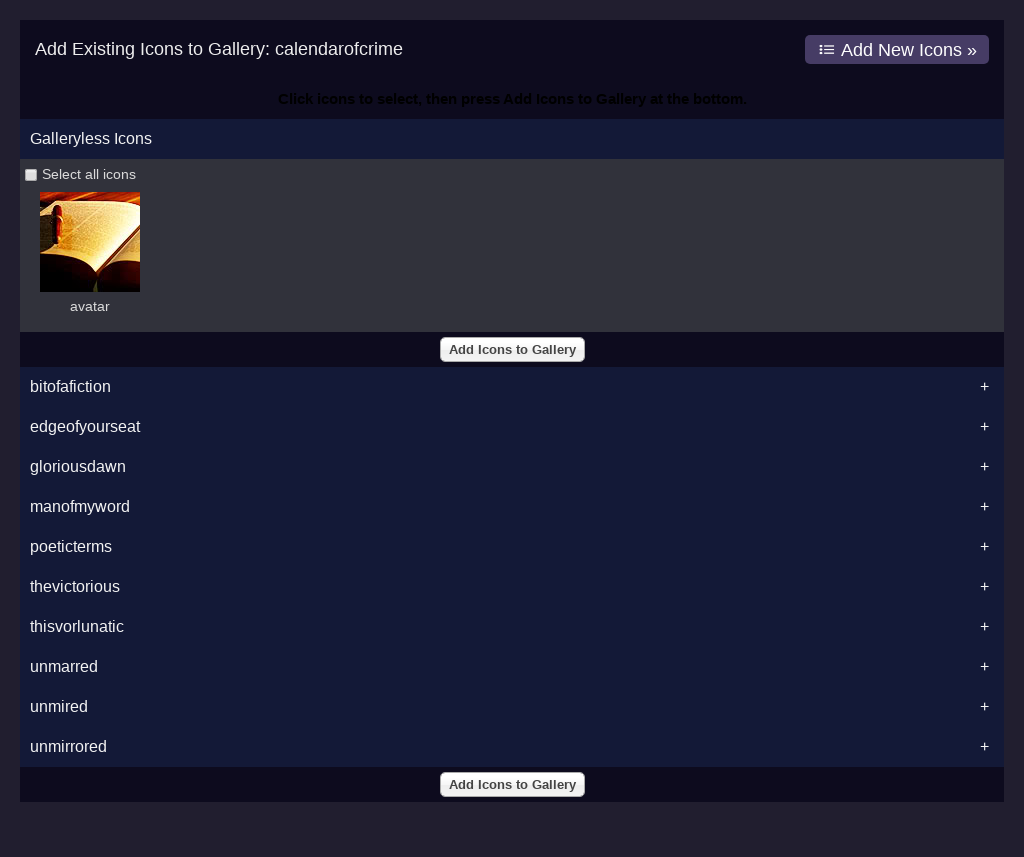 Add Existing Icons to Gallery: calendarofcrime
Add New Icons »
Click icons to select, then press Add Icons to Gallery at the bottom.
Galleryless Icons
Select all icons
avatar
Add Icons to Gallery
bitofafiction +
edgeofyourseat +
gloriousdawn +
manofmyword +
poeticterms +
thevictorious +
thisvorlunatic +
unmarred +
unmired +
unmirrored +
Add Icons to Gallery